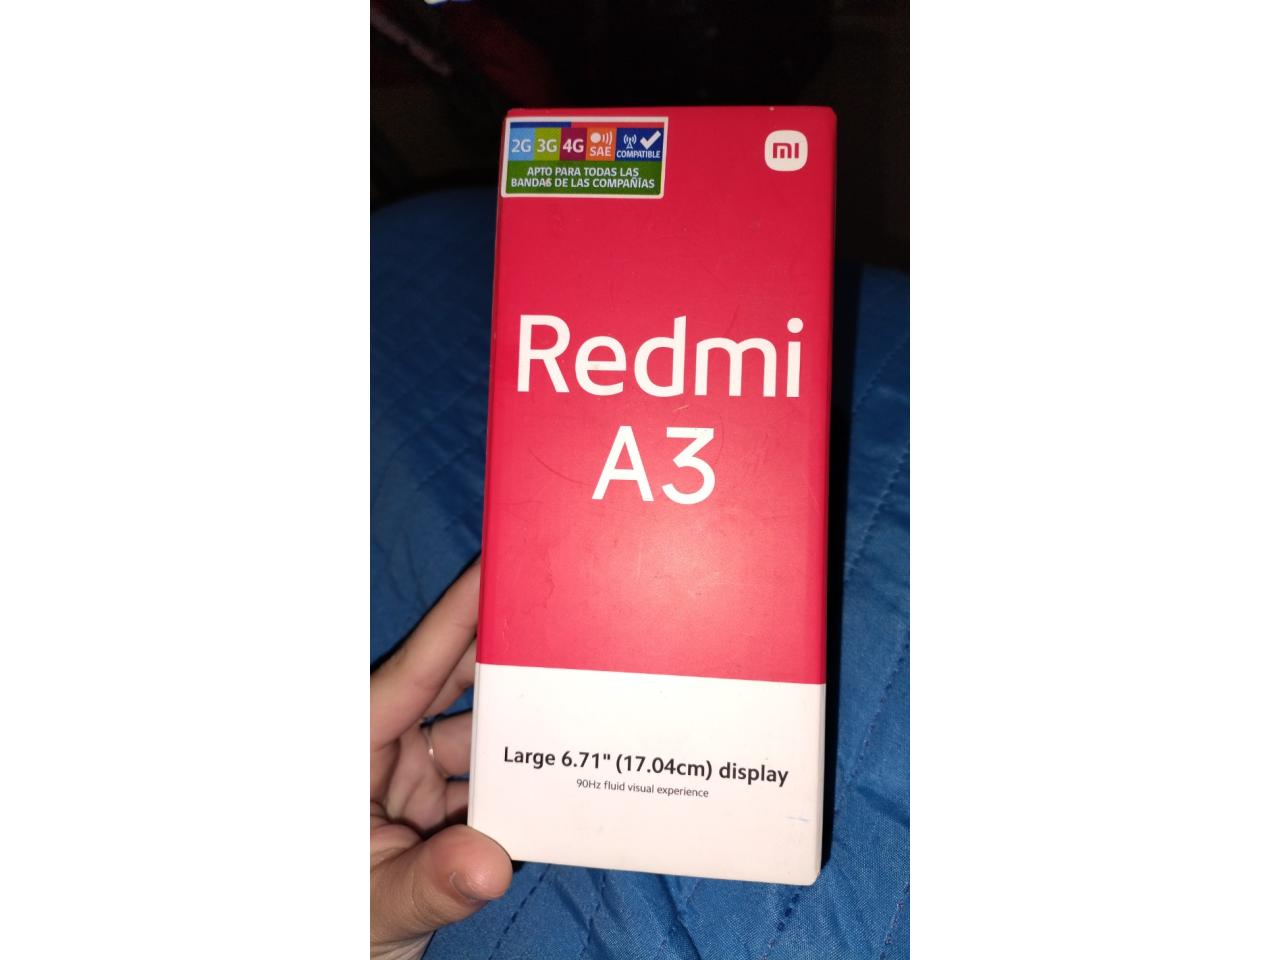 2G 3G 4G SAE COMPATIBLE
APTO PARA TODAS LAS
BANDAS DE LAS COMPAÑÍAS
mi
Redmi
A3
Large 6.71" (17.04cm) display
90Hz fluid visual experience